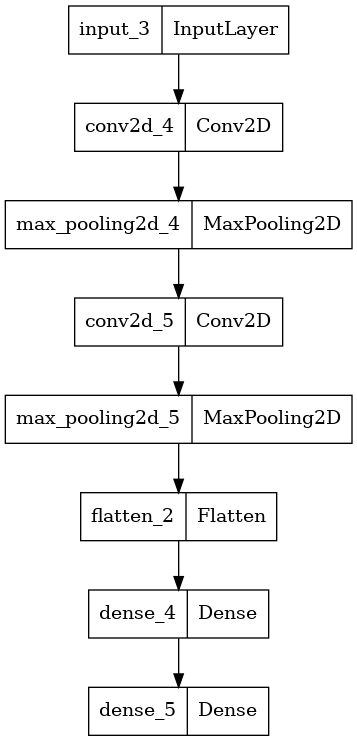 input_3 InputLayer
conv2d_4 Conv2D
max_pooling2d_4 MaxPooling2D
conv2d_5 Conv2D
max_pooling2d_5 MaxPooling2D
flatten_2 Flatten
dense_4 Dense
dense_5 Dense